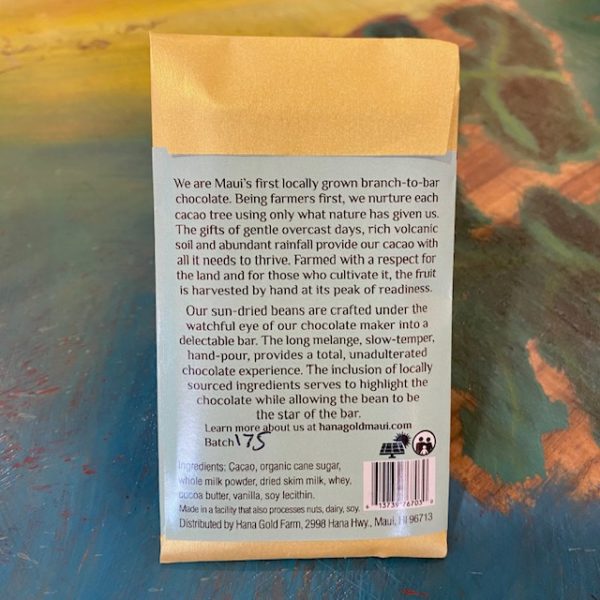 We are Maui's first locally grown branch-to-bar
chocolate. Being farmers first, we nurture each
cacao tree using only what nature has given us.
The gifts of gentle overcast days, rich volcanic
soil and abundant rainfall provide our cacao with
all it needs to thrive. Farmed with a respect for
the land and for those who cultivate it, the fruit
is harvested by hand at its peak of readiness.
Our sun-dried beans are crafted under the
watchful eye of our chocolate maker into a
delectable bar. The long melange, slow-temper,
hand-pour, provides a total, unadulterated
chocolate experience. The inclusion of locally
sourced ingredients serves to highlight the
chocolate while allowing the bean to be
the star of the bar.
Learn more about us at hanagoldmaui.com
Batch 175
Ingredients: Cacao, organic cane sugar,
whole milk powder, dried skim milk, whey,
cocoa butter, vanilla, soy lecithin.
Made in a facility that also processes nuts, dairy, soy.
Distributed by Hana Gold Farm, 2998 Hana Hwy., Maui, HI 96713